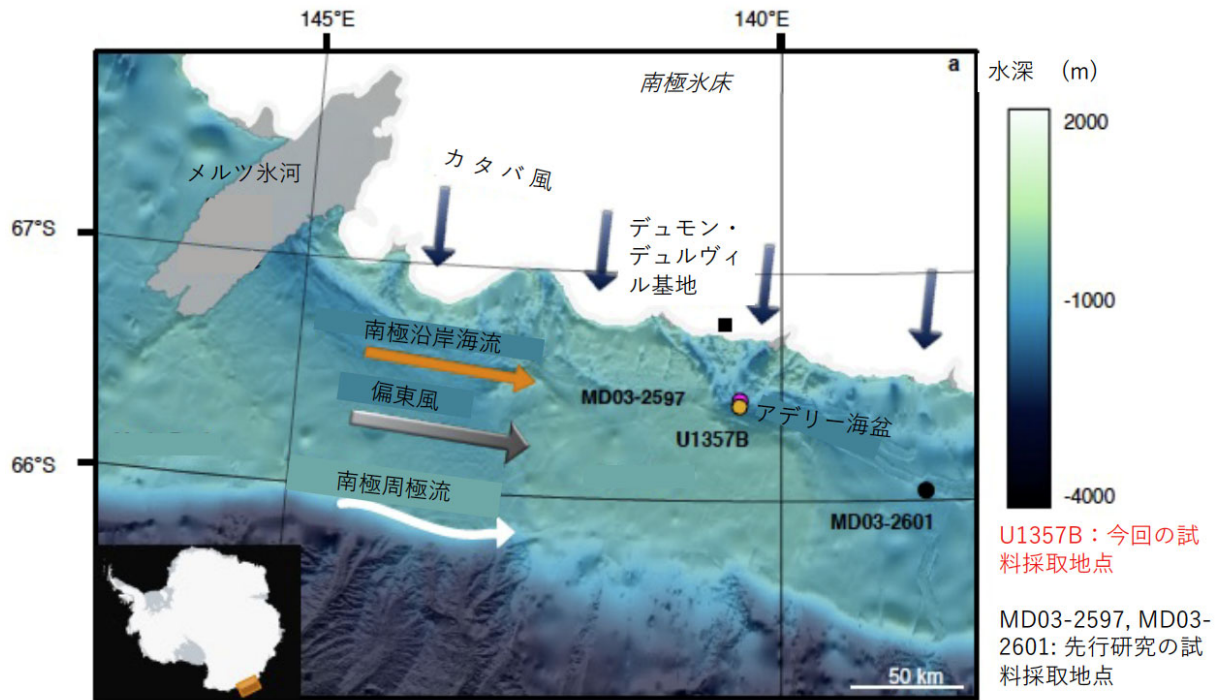 145°E
140°E
a
水深　(m)
南極氷床
2000
カタバ風
メルツ氷河
67°S
デュモン・
デュルヴィ
ル基地
-1000
南極沿岸海流
偏東風
MD03-2597
アデリー海盆
U1357B
66°S
南極周極流
-4000
MD03-2601
U1357B：今回の試
料採取地点
MD03-2597, MD03-
2601: 先行研究の試
料採取地点
50 km